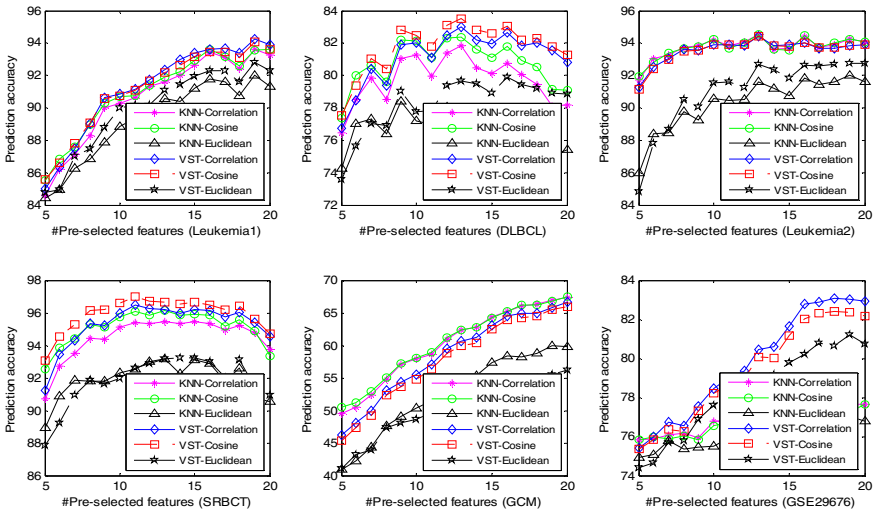 96
94
92
90
88
86
84
5
10
15
20
Prediction accuracy
#Pre-selected features (Leukemia1)
KNN-Correlation
KNN-Cosine
KNN-Euclidean
VST-Correlation
VST-Cosine
VST-Euclidean
84
82
80
78
76
74
72
5
10
15
20
Prediction accuracy
#Pre-selected features (DLBCL)
KNN-Correlation
KNN-Cosine
KNN-Euclidean
VST-Correlation
VST-Cosine
VST-Euclidean
96
94
92
90
88
86
84
5
10
15
20
Prediction accuracy
#Pre-selected features (Leukemia2)
KNN-Correlation
KNN-Cosine
KNN-Euclidean
VST-Correlation
VST-Cosine
VST-Euclidean
98
96
94
92
90
88
86
5
10
15
20
Prediction accuracy
#Pre-selected features (SRBCT)
KNN-Correlation
KNN-Cosine
KNN-Euclidean
VST-Correlation
VST-Cosine
VST-Euclidean
70
65
60
55
50
45
40
5
10
15
20
Prediction accuracy
#Pre-selected features (GCM)
KNN-Correlation
KNN-Cosine
KNN-Euclidean
VST-Correlation
VST-Cosine
VST-Euclidean
84
82
80
78
76
74
5
10
15
20
Prediction accuracy
#Pre-selected features (GSE29676)
KNN-Correlation
KNN-Cosine
KNN-Euclidean
VST-Correlation
VST-Cosine
VST-Euclidean